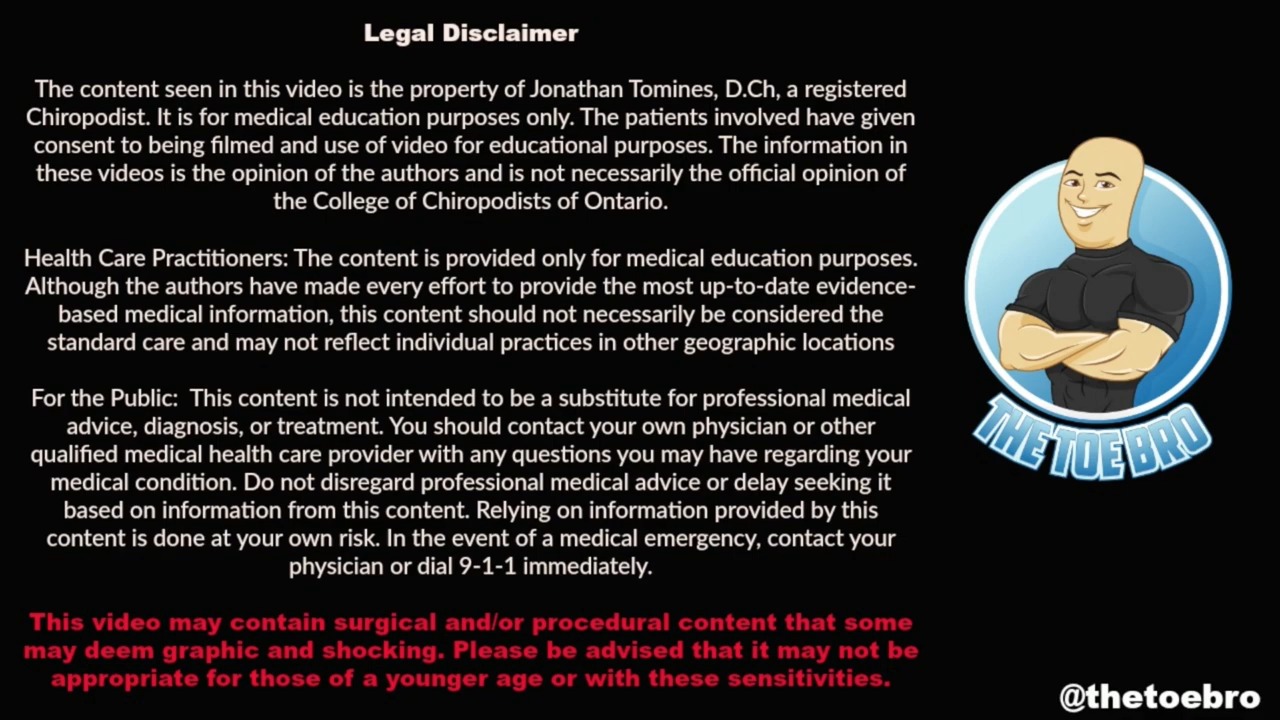 Legal Disclaimer
The content seen in this video is the property of Jonathan Tomines, D.Ch, a registered
Chiropodist. It is for medical education purposes only. The patients involved have given
consent to being filmed and use of video for educational purposes. The information in
these videos is the opinion of the authors and is not necessarily the official opinion of
the College of Chiropodists of Ontario.
Health Care Practitioners: The content is provided only for medical education purposes.
Although the authors have made every effort to provide the most up-to-date evidence-
based medical information, this content should not necessarily be considered the
standard care and may not reflect individual practices in other geographic locations
For the Public: This content is not intended to be a substitute for professional medical
advice, diagnosis, or treatment. You should contact your own physician or other
qualified medical health care provider with any questions you may have regarding your
medical condition. Do not disregard professional medical advice or delay seeking it
based on information from this content. Relying on information provided by this
content is done at your own risk. In the event of a medical emergency, contact your
physician or dial 9-1-1 immediately.
This video may contain surgical and/or procedural content that some
may deem graphic and shocking. Please be advised that it may not be
appropriate for those of a younger age or with these sensitivities.
THE TOE BRO
@thetoebro